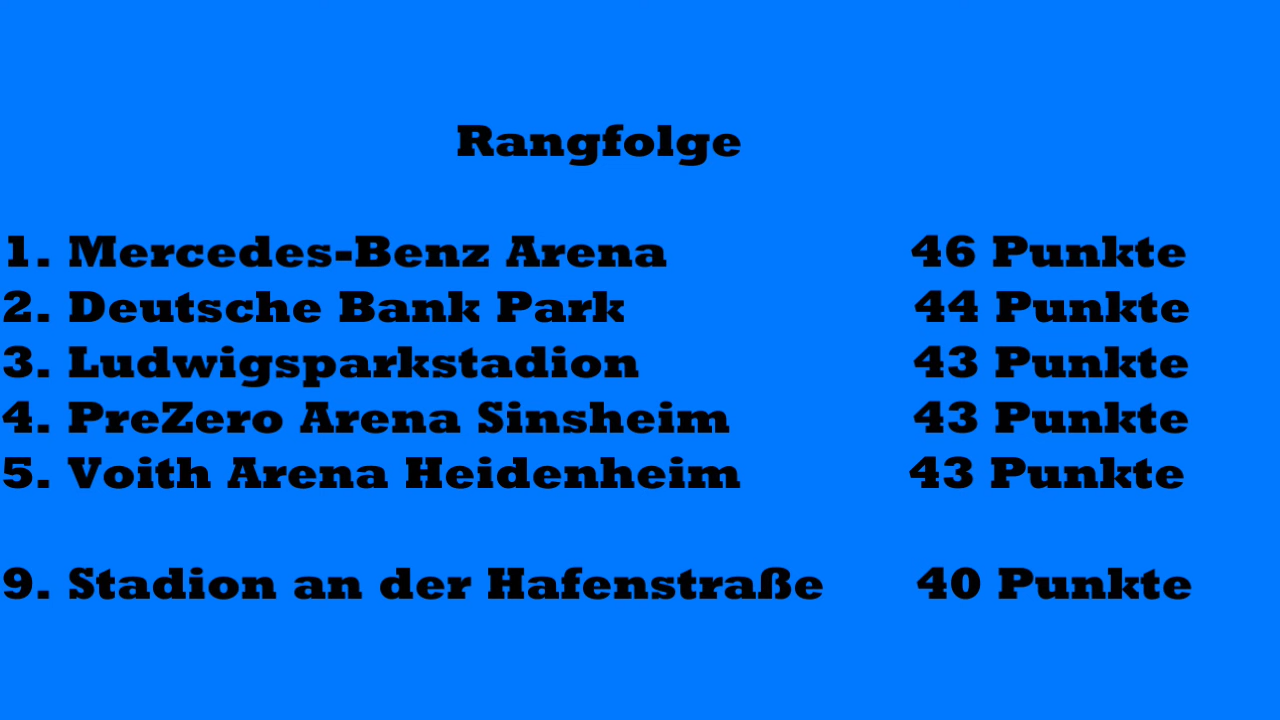 Rangfolge
1. Mercedes-Benz Arena 46 Punkte
2. Deutsche Bank Park 44 Punkte
3. Ludwigsparkstadion 43 Punkte
4. PreZero Arena Sinsheim 43 Punkte
5. Voith Arena Heidenheim 43 Punkte
9. Stadion an der Hafenstraße 40 Punkte